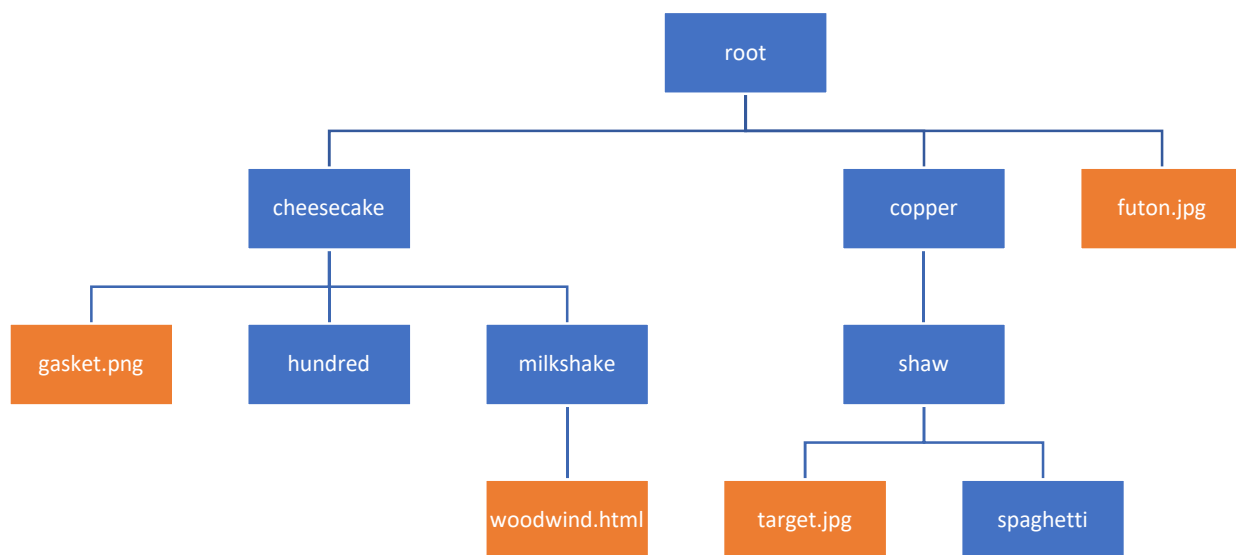 root
cheesecake
copper
futon.jpg
gasket.png
hundred
milkshake
shaw
woodwind.html
target.jpg
spaghetti